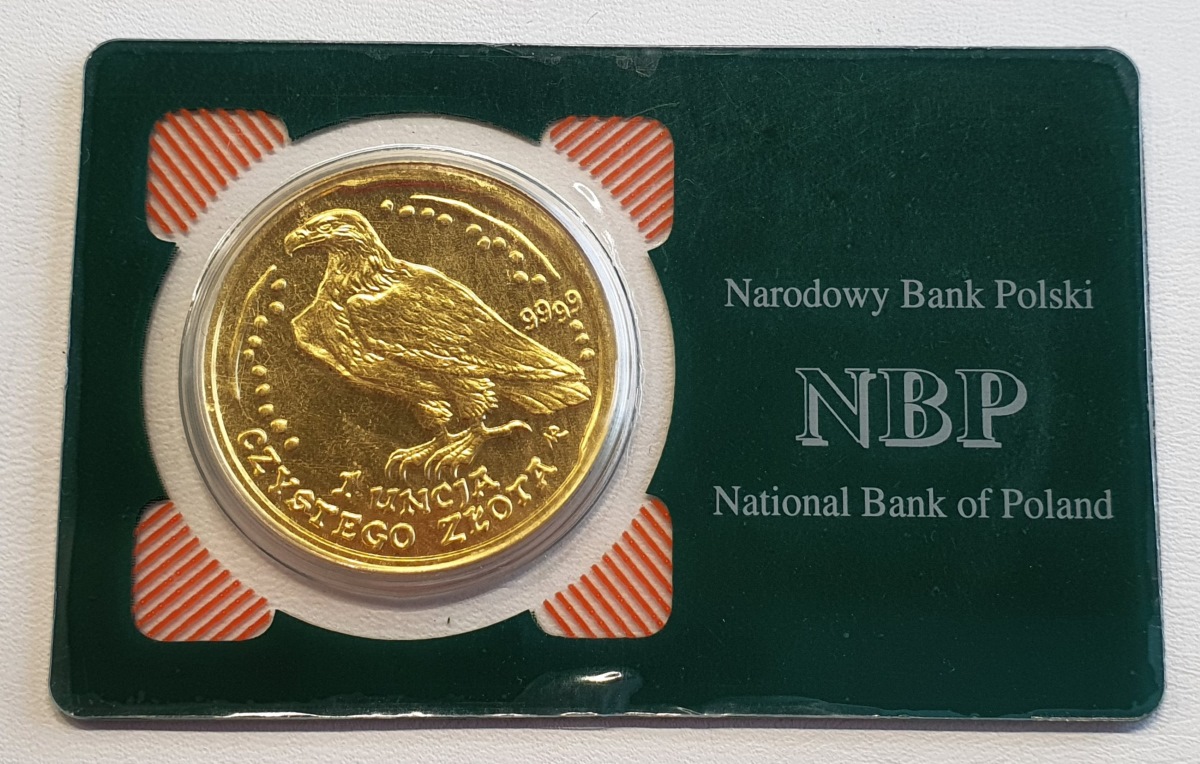 9999
1 UNCJA
CZYSTEGO ZŁOTA
Narodowy Bank Polski
NBP
National Bank of Poland